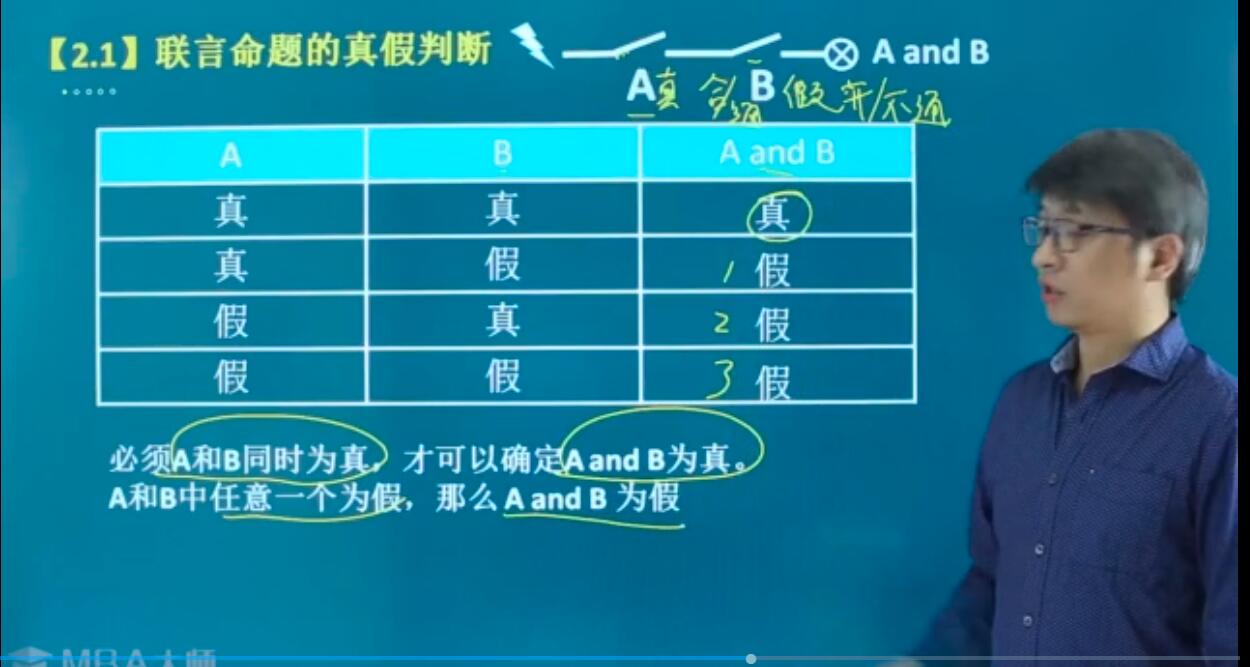 【2.1】联言命题的真假判断
A and B
A真 合/通 B 假 弃/不通
A B A and B
真 真 真
真 假 1 假
假 真 2 假
假 假 3 假
必须A和B同时为真，才可以确定A and B为真。
A和B中任意一个为假，那么 A and B 为假
MBA大师